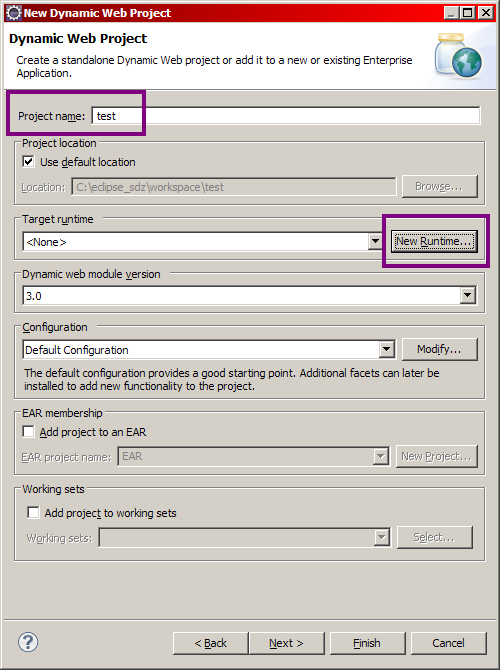 New Dynamic Web Project
Dynamic Web Project
Create a standalone Dynamic Web project or add it to a new or existing Enterprise
Application.
Project name: test
Project location
Use default location
Location: C:\eclipse_sdz\workspace\test Browse...
Target runtime
<None> New Runtime...
Dynamic web module version
3.0
Configuration
Default Configuration Modify...
The default configuration provides a good starting point. Additional facets can later be
installed to add new functionality to the project.
EAR membership
Add project to an EAR
EAR project name: EAR New Project...
Working sets
Add project to working sets
Working sets: Select...
? < Back Next > Finish Cancel